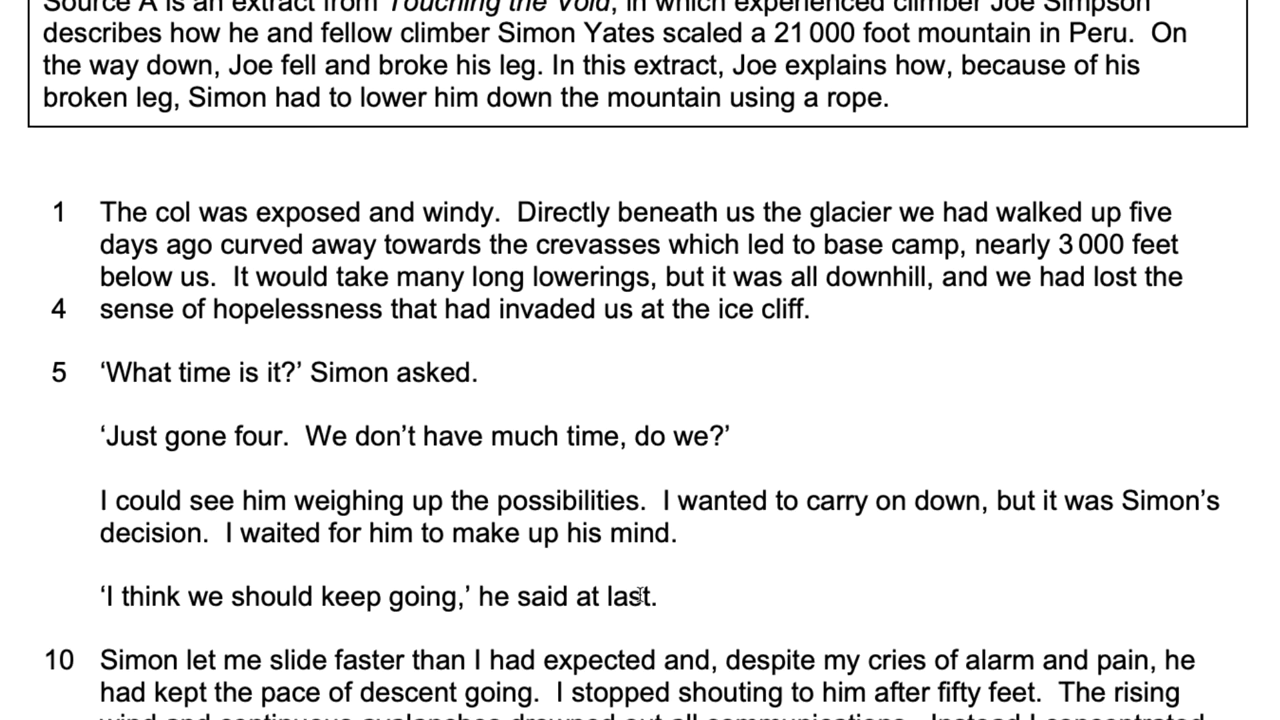 Source A is an extract from Touching the Void, in which experienced climber Joe Simpson
describes how he and fellow climber Simon Yates scaled a 21 000 foot mountain in Peru.  On
the way down, Joe fell and broke his leg. In this extract, Joe explains how, because of his
broken leg, Simon had to lower him down the mountain using a rope.
1 The col was exposed and windy.  Directly beneath us the glacier we had walked up five
days ago curved away towards the crevasses which led to base camp, nearly 3 000 feet
below us.  It would take many long lowerings, but it was all downhill, and we had lost the
4 sense of hopelessness that had invaded us at the ice cliff.
5 ‘What time is it?’ Simon asked.
‘Just gone four.  We don’t have much time, do we?’
I could see him weighing up the possibilities.  I wanted to carry on down, but it was Simon’s
decision.  I waited for him to make up his mind.
‘I think we should keep going,’ he said at last.
10 Simon let me slide faster than I had expected and, despite my cries of alarm and pain, he
had kept the pace of descent going.  I stopped shouting to him after fifty feet.  The rising
wind and continuous avalanches drowned out all communications.  Instead I concentrated